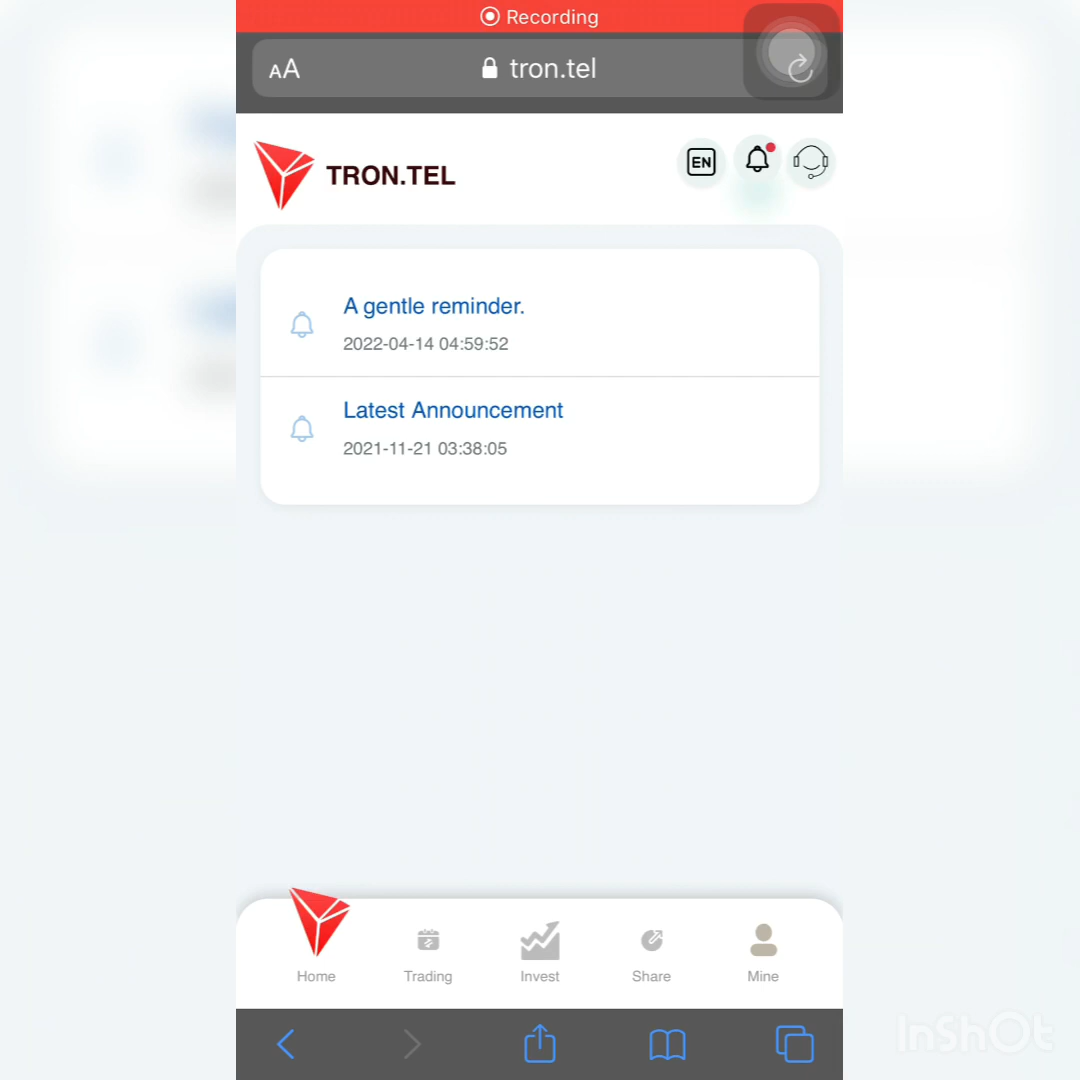 Recording
AA tron.tel
TRON.TEL
EN
A gentle reminder.
2022-04-14 04:59:52
Latest Announcement
2021-11-21 03:38:05
Home Trading Invest Share Mine
InShOt